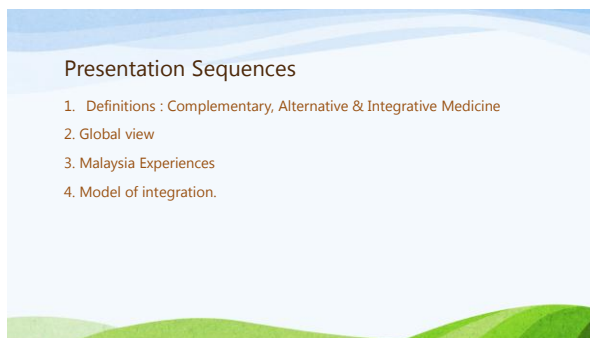 Presentation Sequences
1. Definitions : Complementary, Alternative & Integrative Medicine
2. Global view
3. Malaysia Experiences
4. Model of integration.